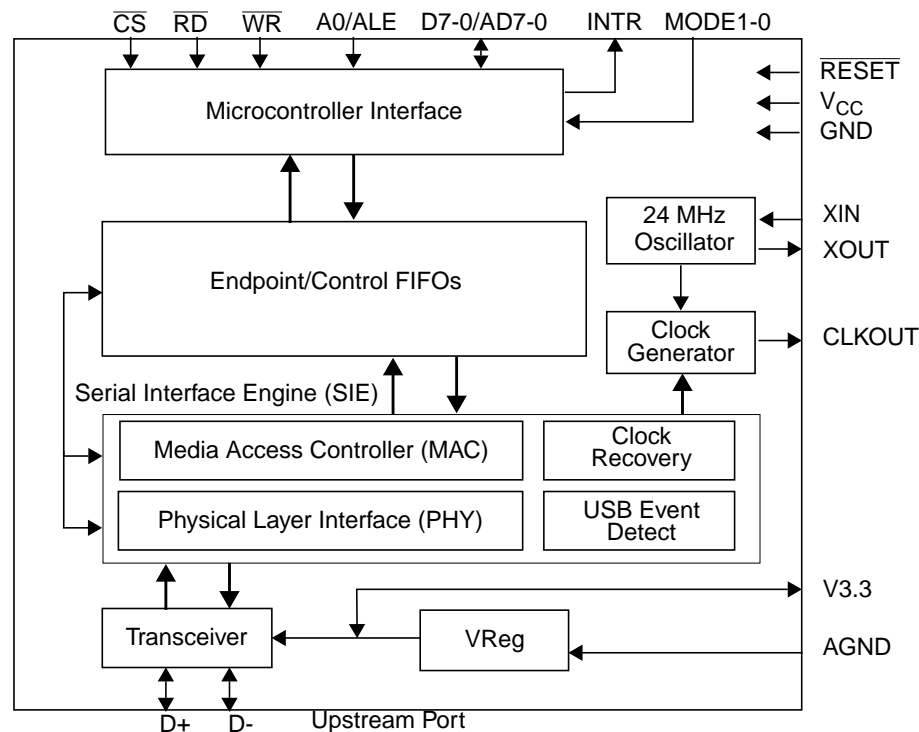 CS RD WR A0/ALE D7-0/AD7-0 INTR MODE1-0
RESET
VCC
GND
Microcontroller Interface
24 MHz
Oscillator
XIN
XOUT
Endpoint/Control FIFOs
Clock
Generator
CLKOUT
Serial Interface Engine (SIE)
Media Access Controller (MAC)
Clock
Recovery
Physical Layer Interface (PHY)
USB Event
Detect
V3.3
Transceiver
VReg
AGND
D+ D- Upstream Port